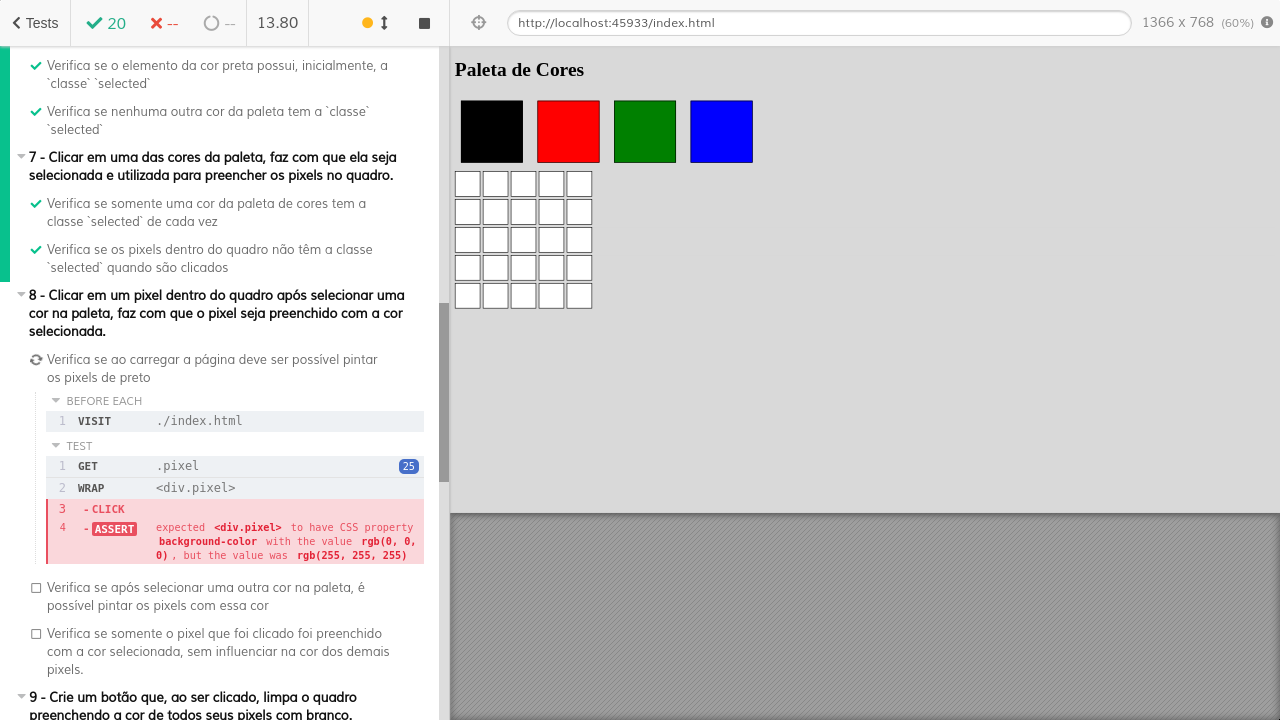 Tests
20
--
--
13.80
http://localhost:45933/index.html
1366 x 768 (60%)
Verifica se o elemento da cor preta possui, inicialmente, a
`classe` `selected`
Verifica se nenhuma outra cor da paleta tem a `classe`
`selected`
7 - Clicar em uma das cores da paleta, faz com que ela seja
selecionada e utilizada para preencher os pixels no quadro.
Verifica se somente uma cor da paleta de cores tem a
classe `selected` de cada vez
Verifica se os pixels dentro do quadro não têm a classe
`selected` quando são clicados
8 - Clicar em um pixel dentro do quadro após selecionar uma
cor na paleta, faz com que o pixel seja preenchido com a cor
selecionada.
Verifica se ao carregar a página deve ser possível pintar
os pixels de preto
BEFORE EACH
1 VISIT ./index.html
TEST
1 GET .pixel 25
2 WRAP <div.pixel>
3 -CLICK
4 -ASSERT expected <div.pixel> to have CSS property
background-color with the value rgb(0, 0,
0), but the value was rgb(255, 255, 255)
Verifica se após selecionar uma outra cor na paleta, é
possível pintar os pixels com essa cor
Verifica se somente o pixel que foi clicado foi preenchido
com a cor selecionada, sem influenciar na cor dos demais
pixels.
9 - Crie um botão que, ao ser clicado, limpa o quadro
preenchendo a cor de todos seus pixels com branco.
Paleta de Cores